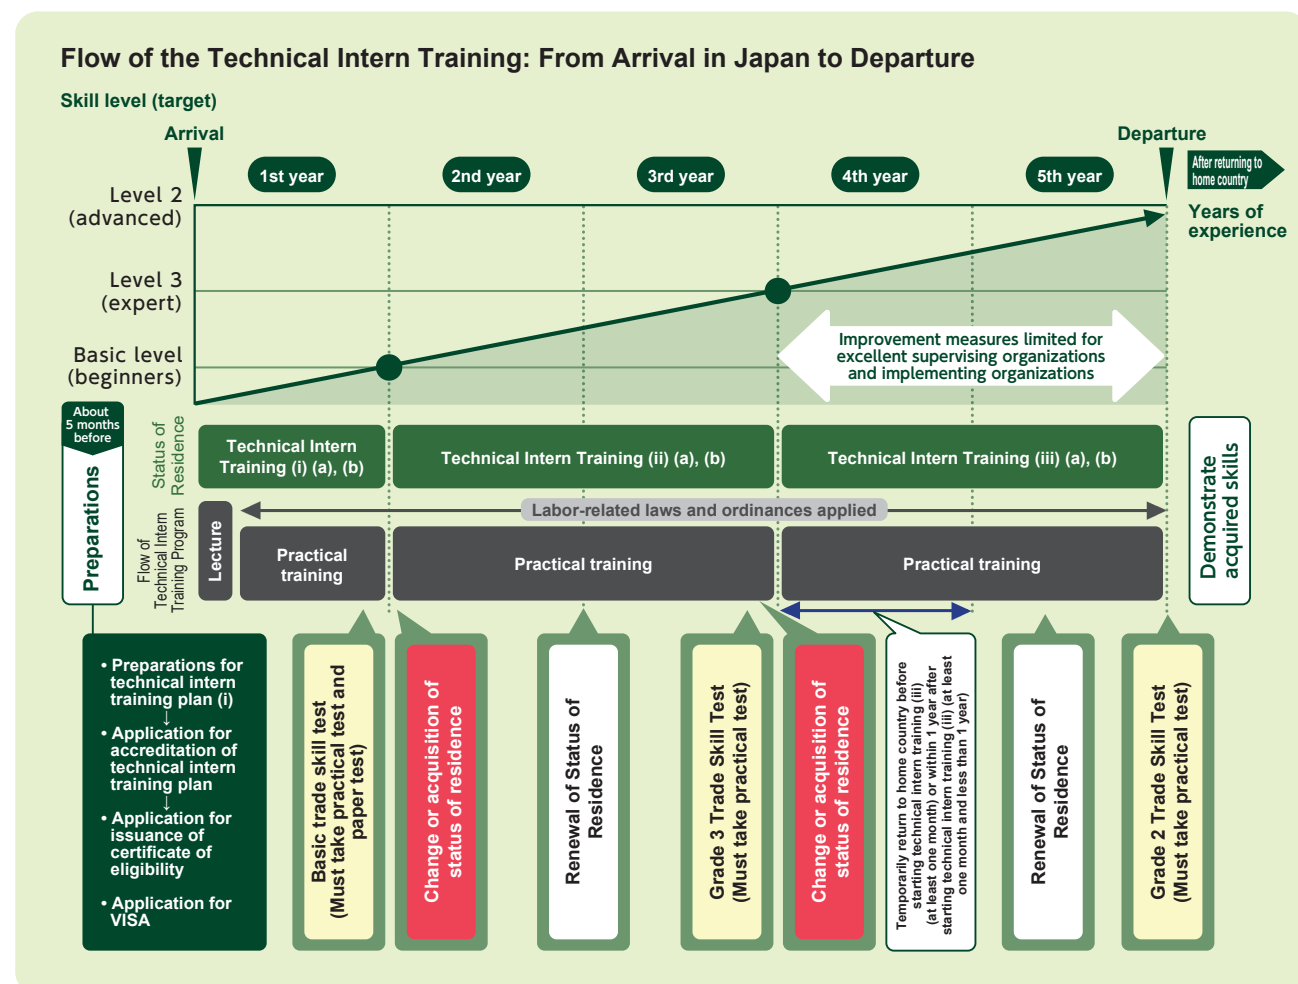 Flow of the Technical Intern Training: From Arrival in Japan to Departure
Skill level (target)
Arrival
Departure
1st year
2nd year
3rd year
4th year
5th year
After returning to
home country
Years of
experience
Level 2
(advanced)
Level 3
(expert)
Basic level
(beginners)
Improvement measures limited for
excellent supervising organizations
and implementing organizations
About
5 months
before
Preparations
Status of
Residence
Technical Intern
Training (i) (a), (b)
Technical Intern Training (ii) (a), (b)
Technical Intern Training (iii) (a), (b)
Demonstrate
acquired skills
Flow of
Technical Intern
Training Program
Lecture
Labor-related laws and ordinances applied
Practical
training
Practical training
Practical training
• Preparations for
technical intern
training plan (i)
↓
• Application for
accreditation of
technical intern
training plan
↓
• Application for
issuance of
certificate of
eligibility
• Application for
VISA
Basic trade skill test
(Must take practical test and
paper test)
Change or acquisition of
status of residence
Renewal of Status of
Residence
Grade 3 Trade Skill Test
(Must take practical test)
Change or acquisition of
status of residence
Temporarily return to home country before
starting technical intern training (iii)
(at least one month) or within 1 year after
starting technical intern training (iii) (at least
one month and less than 1 year)
Renewal of Status of
Residence
Grade 2 Trade Skill Test
(Must take practical test)